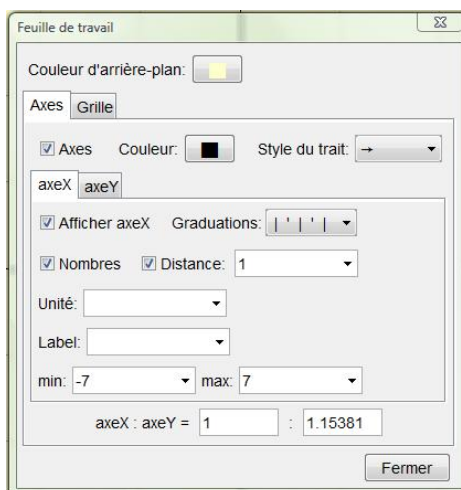 Feuille de travail
Couleur d'arrière-plan:
Axes Grille
Axes Couleur: Style du trait:
axeX axeY
Afficher axeX Graduations: | ' | ' |
Nombres Distance: 1
Unité:
Label:
min: -7 max: 7
axeX : axeY = 1 : 1.15381
Fermer